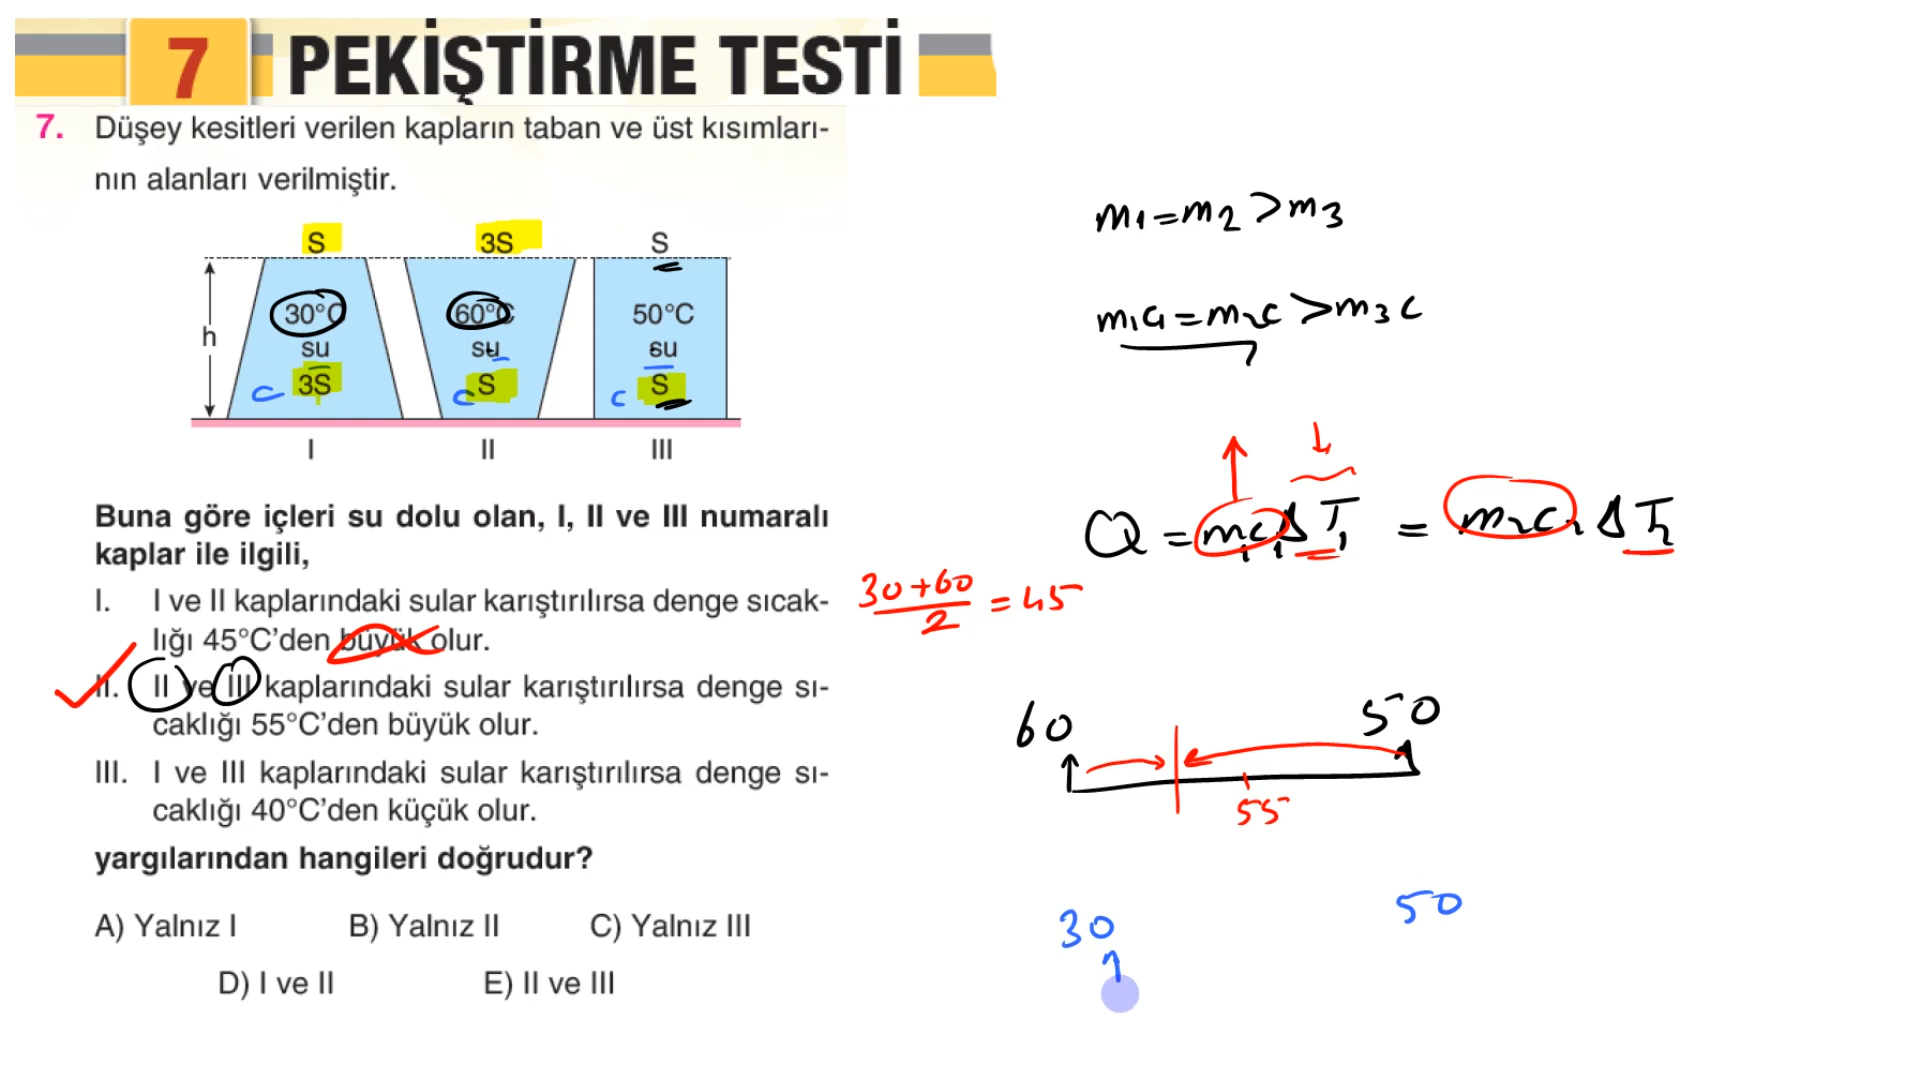 7 PEKİŞTİRME TESTİ
7. Düşey kesitleri verilen kapların taban ve üst kısımları-
nın alanları verilmiştir.
S 3S S
30°C 60°C 50°C
h
su su su
c 3S c S c S
I II III
Buna göre içleri su dolu olan, I, II ve III numaralı
kaplar ile ilgili,
I. I ve II kaplarındaki sular karıştırılırsa denge sıcak-
lığı 45°C'den büyük olur.
II. II ve III kaplarındaki sular karıştırılırsa denge sı-
caklığı 55°C'den büyük olur.
III. I ve III kaplarındaki sular karıştırılırsa denge sı-
caklığı 40°C'den küçük olur.
yargılarından hangileri doğrudur?
A) Yalnız I B) Yalnız II C) Yalnız III
D) I ve II E) II ve III
m1=m2>m3
m1c1=m2c>m3c
Q=m1c1ΔT1=m2c2ΔT2
30+60
2
=45
60 50
55
30 50